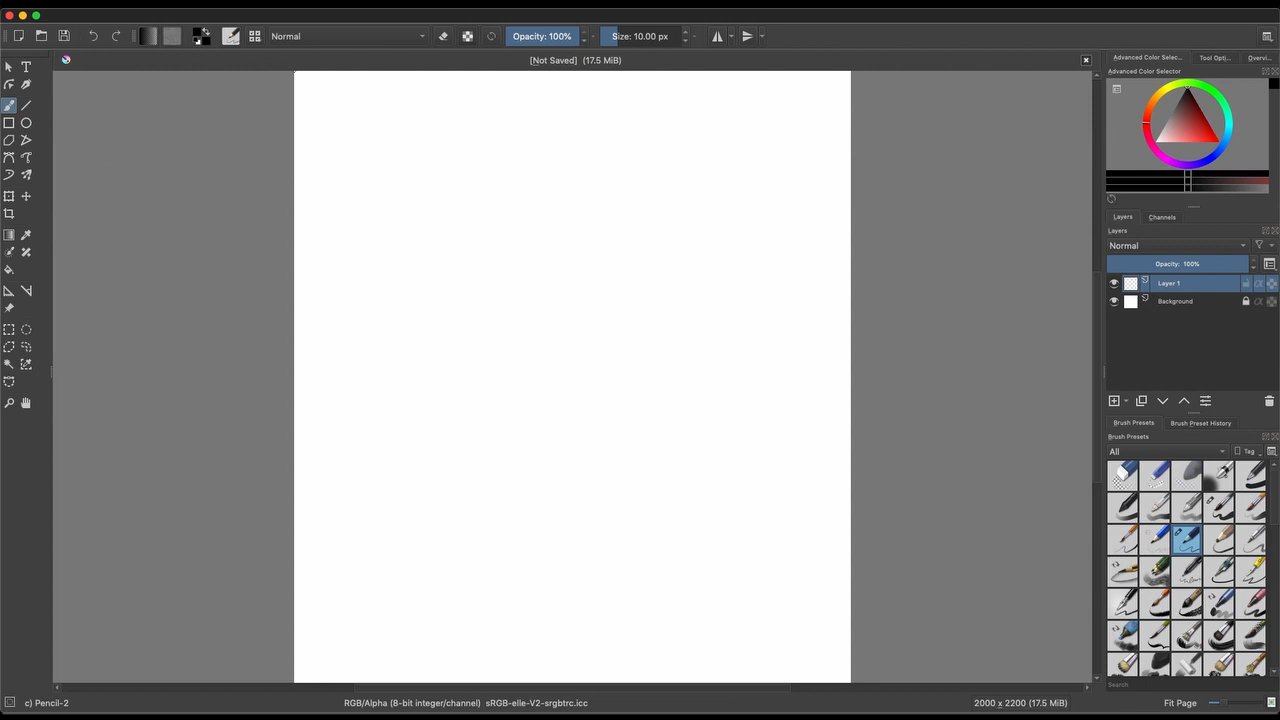 Normal
Opacity: 100%
Size: 10.00 px
[Not Saved] (17.5 MiB)
Advanced Color Selec...
Tool Opti...
Overvi...
Advanced Color Selector
Layers
Channels
Layers
Normal
Opacity: 100%
Layer 1
Background
Brush Presets
Brush Preset History
Brush Presets
All
Tag
Search
c) Pencil-2
RGB/Alpha (8-bit integer/channel) sRGB-elle-V2-srgbtrc.icc
2000 x 2200 (17.5 MiB)
Fit Page